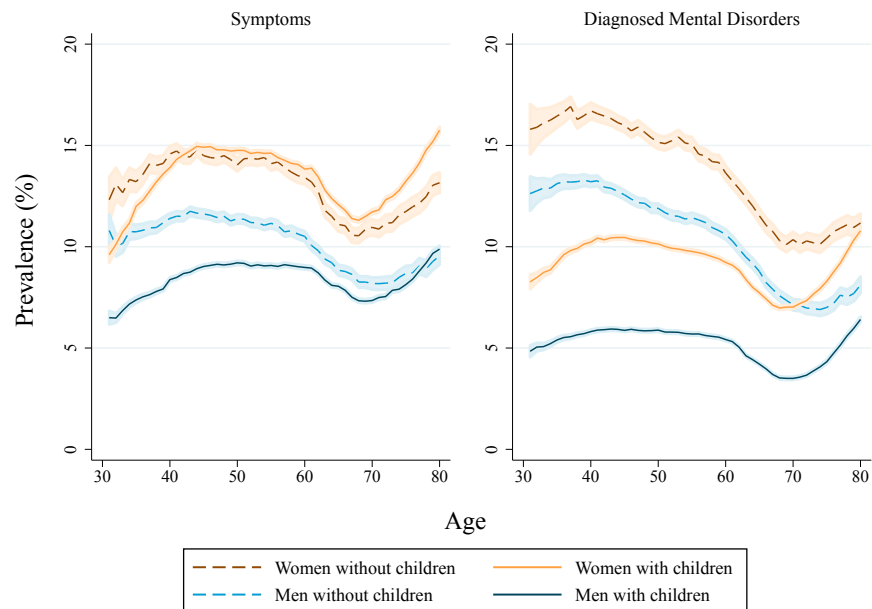 Symptoms
Diagnosed Mental Disorders
Prevalence (%)
20
15
10
5
0
30 40 50 60 70 80
20
15
10
5
0
30 40 50 60 70 80
Age
Women without children
Women with children
Men without children
Men with children